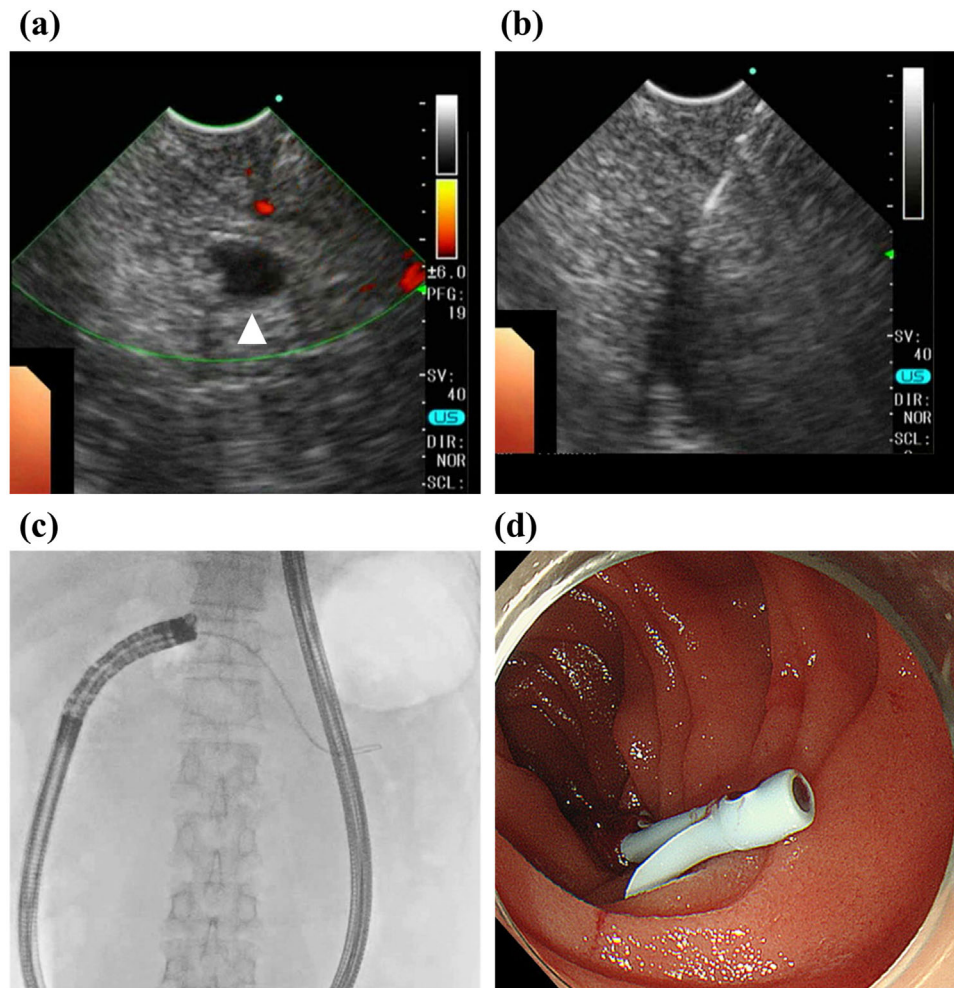 (a)
(b)
±6.0
PFG:
19
SV:
40
US
DIR:
NOR
SCL:
SV:
40
US
DIR:
NOR
SCL:
(c)
(d)